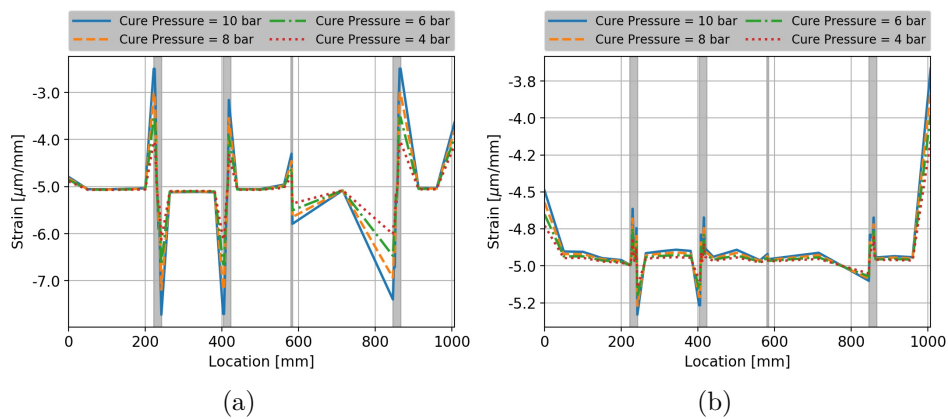 Cure Pressure = 10 bar
Cure Pressure = 6 bar
Cure Pressure = 8 bar
Cure Pressure = 4 bar
-3.0
-4.0
-5.0
-6.0
-7.0
Strain [μm/mm]
0 200 400 600 800 1000
Location [mm]
(a)
Cure Pressure = 10 bar
Cure Pressure = 6 bar
Cure Pressure = 8 bar
Cure Pressure = 4 bar
-3.8
-4.0
-4.2
-4.5
-4.8
-5.0
-5.2
Strain [μm/mm]
0 200 400 600 800 1000
Location [mm]
(b)